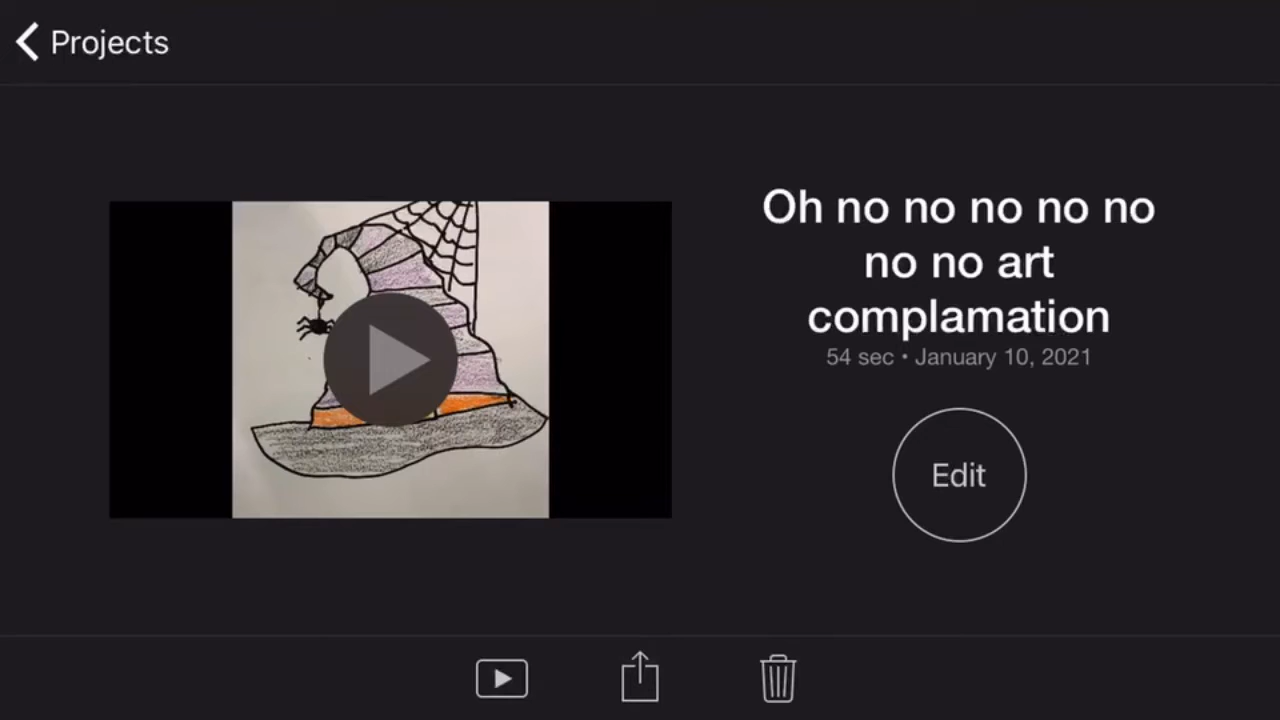 Projects
Oh no no no no no
no no art
complamation
54 sec • January 10, 2021
Edit